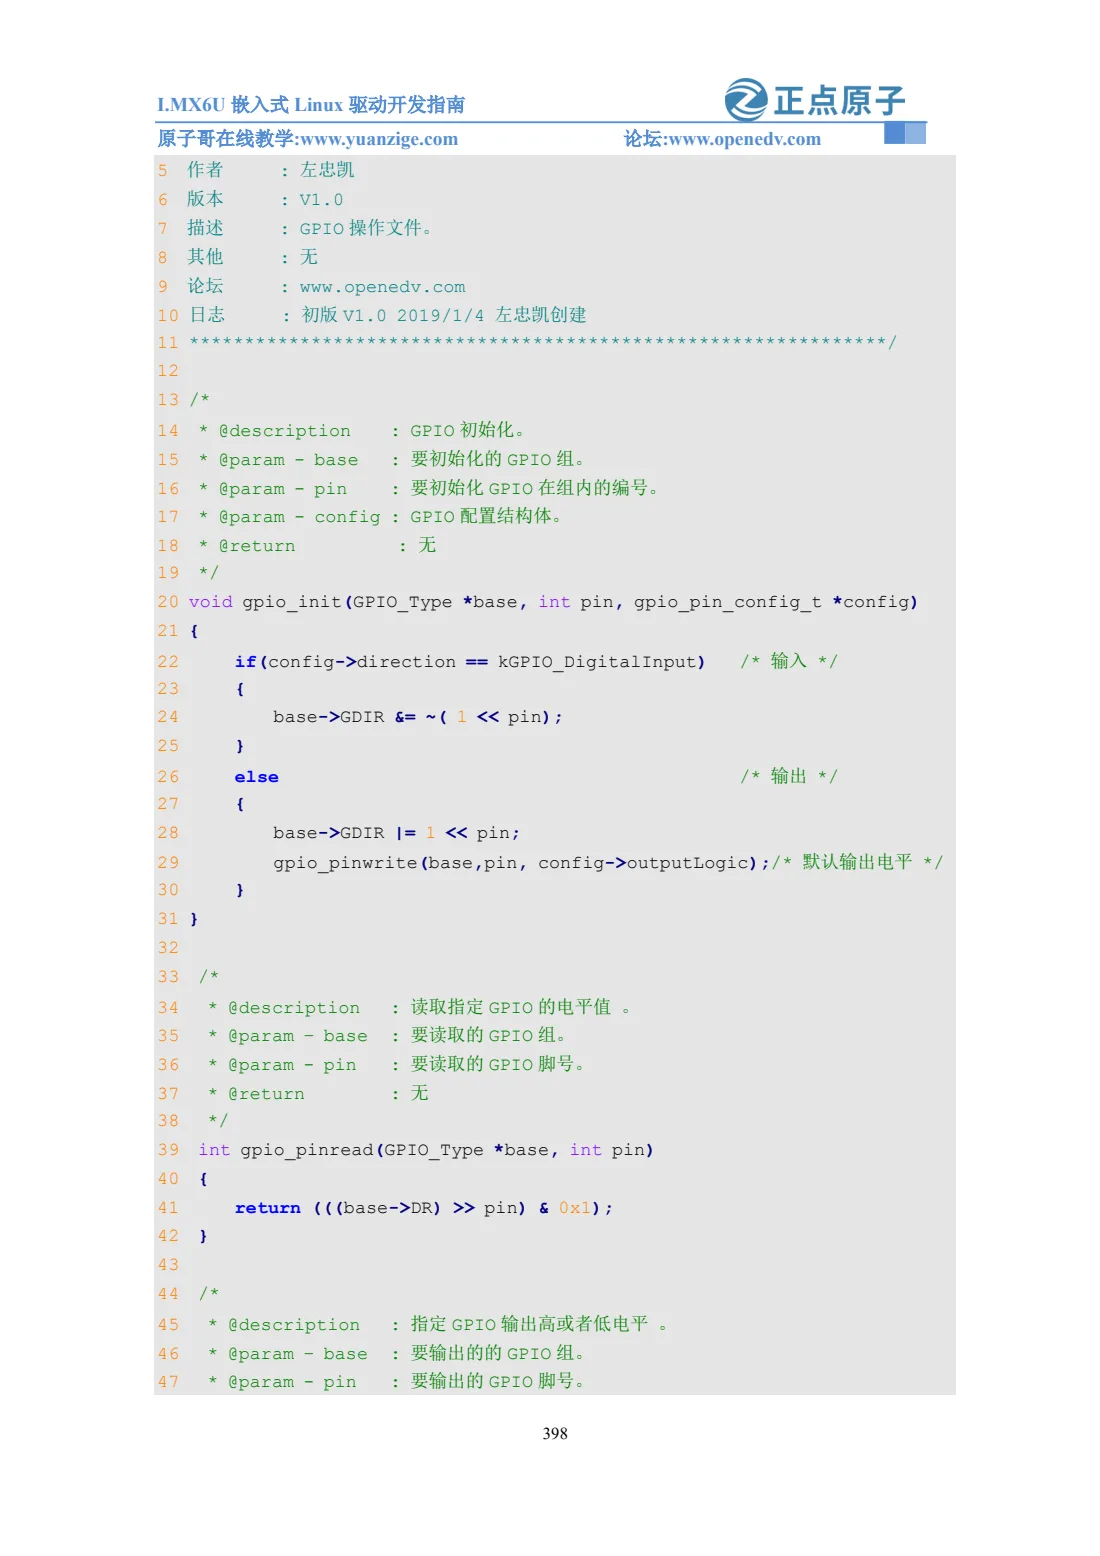 I.MX6U 嵌入式 Linux 驱动开发指南
正点原子
原子哥在线教学:www.yuanzige.com 论坛:www.openedv.com
5 作者 : 左忠凯
6 版本 : V1.0
7 描述 : GPIO 操作文件。
8 其他 : 无
9 论坛 : www.openedv.com
10 日志 : 初版 V1.0 2019/1/4 左忠凯创建
11 ***************************************************************/
12
13 /*
14 * @description : GPIO 初始化。
15 * @param - base : 要初始化的 GPIO 组。
16 * @param - pin : 要初始化 GPIO 在组内的编号。
17 * @param - config : GPIO 配置结构体。
18 * @return : 无
19 */
20 void gpio_init(GPIO_Type *base, int pin, gpio_pin_config_t *config)
21 {
22 if(config->direction == kGPIO_DigitalInput) /* 输入 */
23 {
24 base->GDIR &= ~( 1 << pin);
25 }
26 else /* 输出 */
27 {
28 base->GDIR |= 1 << pin;
29 gpio_pinwrite(base,pin, config->outputLogic);/* 默认输出电平 */
30 }
31 }
32
33 /*
34 * @description : 读取指定 GPIO 的电平值 。
35 * @param – base : 要读取的 GPIO 组。
36 * @param - pin : 要读取的 GPIO 脚号。
37 * @return : 无
38 */
39 int gpio_pinread(GPIO_Type *base, int pin)
40 {
41 return (((base->DR) >> pin) & 0x1);
42 }
43
44 /*
45 * @description : 指定 GPIO 输出高或者低电平 。
46 * @param – base : 要输出的的 GPIO 组。
47 * @param - pin : 要输出的 GPIO 脚号。
398